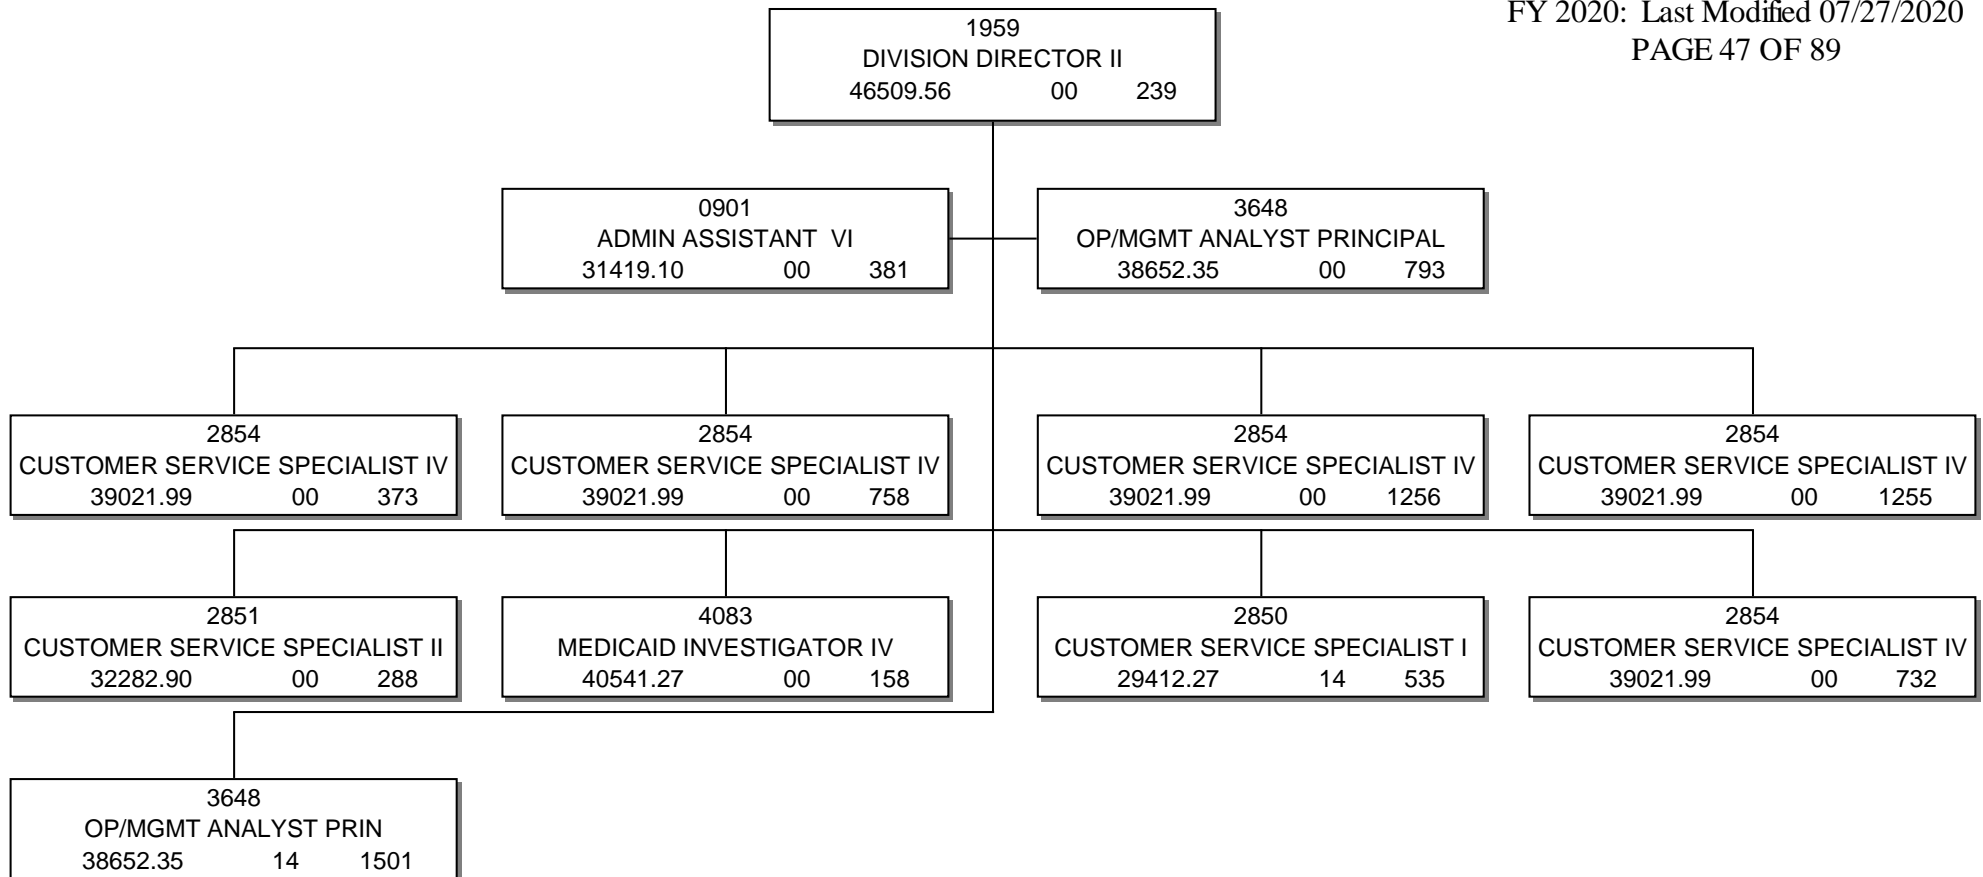 FY 2020: Last Modified 07/27/2020
PAGE 47 OF 89
1959
DIVISION DIRECTOR II
46509.56 00 239
0901
ADMIN ASSISTANT VI
31419.10 00 381
3648
OP/MGMT ANALYST PRINCIPAL
38652.35 00 793
2854
CUSTOMER SERVICE SPECIALIST IV
39021.99 00 373
2854
CUSTOMER SERVICE SPECIALIST IV
39021.99 00 758
2854
CUSTOMER SERVICE SPECIALIST IV
39021.99 00 1256
2854
CUSTOMER SERVICE SPECIALIST IV
39021.99 00 1255
2851
CUSTOMER SERVICE SPECIALIST II
32282.90 00 288
4083
MEDICAID INVESTIGATOR IV
40541.27 00 158
2850
CUSTOMER SERVICE SPECIALIST I
29412.27 14 535
2854
CUSTOMER SERVICE SPECIALIST IV
39021.99 00 732
3648
OP/MGMT ANALYST PRIN
38652.35 14 1501